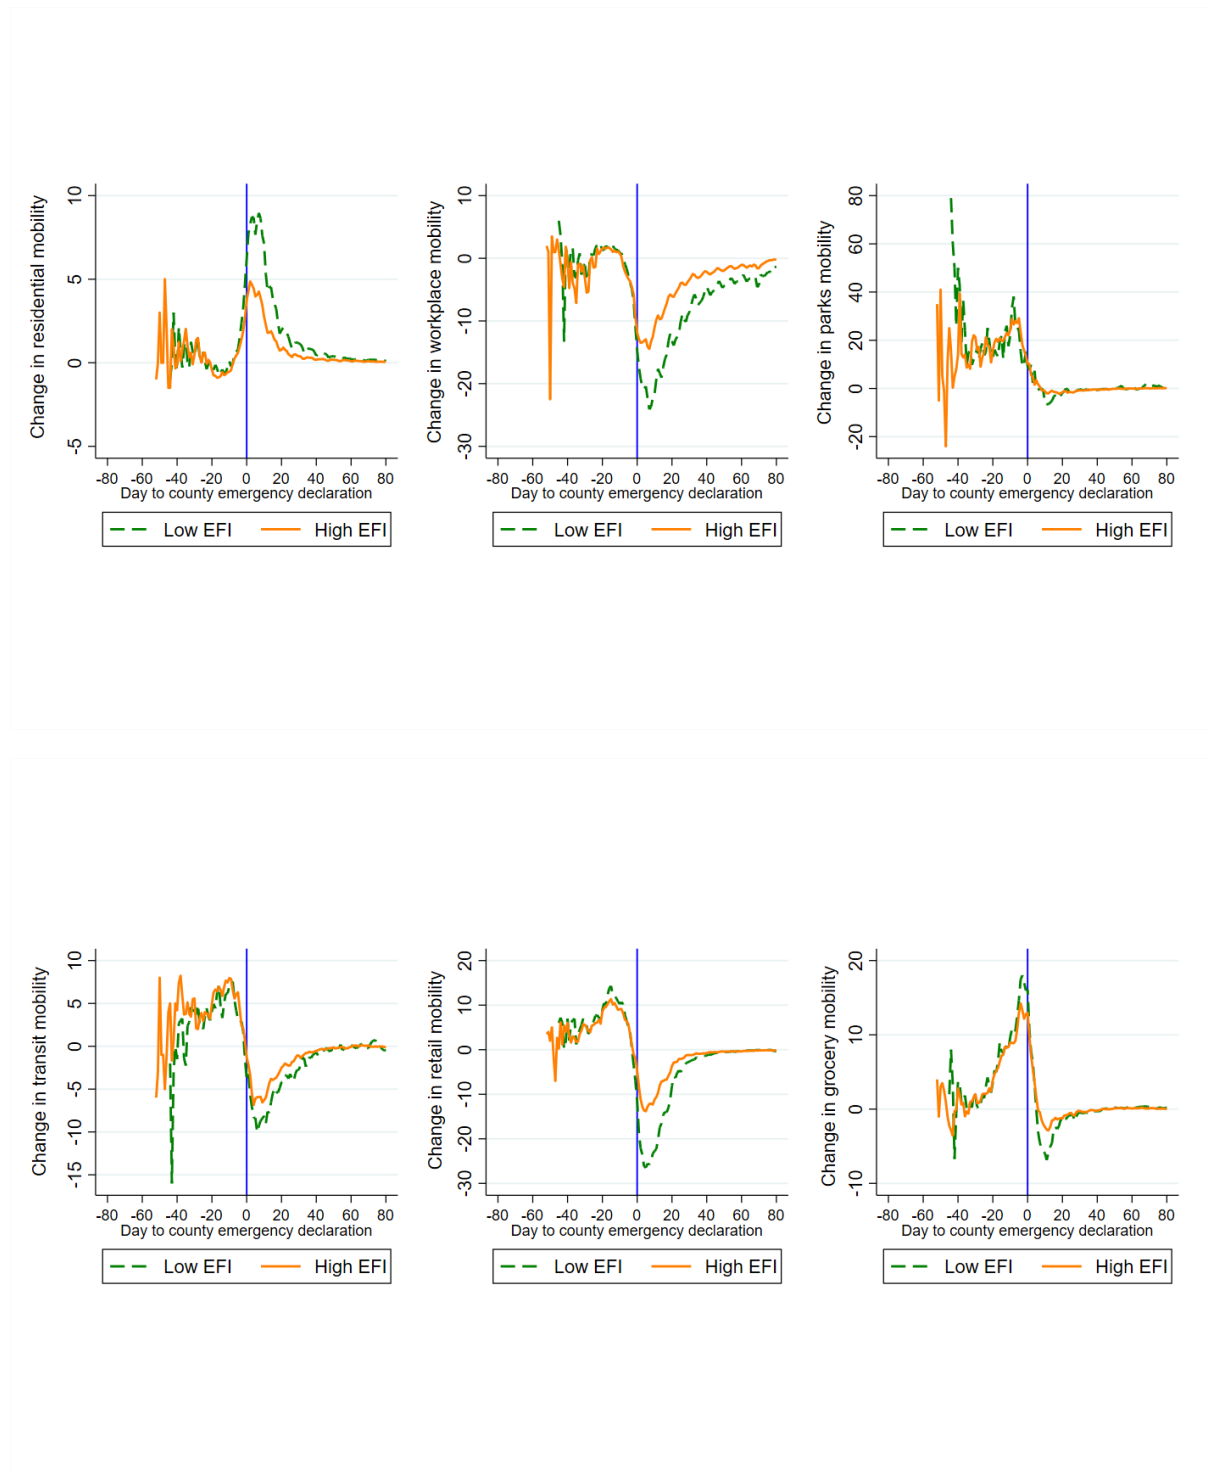 Change in residential mobility
10
5
0
-5
-80 -60 -40 -20 0 20 40 60 80
Day to county emergency declaration
Low EFI High EFI
Change in workplace mobility
10
0
-10
-20
-30
-80 -60 -40 -20 0 20 40 60 80
Day to county emergency declaration
Low EFI High EFI
Change in parks mobility
80
60
40
20
0
-20
-80 -60 -40 -20 0 20 40 60 80
Day to county emergency declaration
Low EFI High EFI
Change in transit mobility
10
5
0
-5
-10
-15
-80 -60 -40 -20 0 20 40 60 80
Day to county emergency declaration
Low EFI High EFI
Change in retail mobility
20
10
0
-10
-20
-30
-80 -60 -40 -20 0 20 40 60 80
Day to county emergency declaration
Low EFI High EFI
Change in grocery mobility
20
10
0
-10
-80 -60 -40 -20 0 20 40 60 80
Day to county emergency declaration
Low EFI High EFI